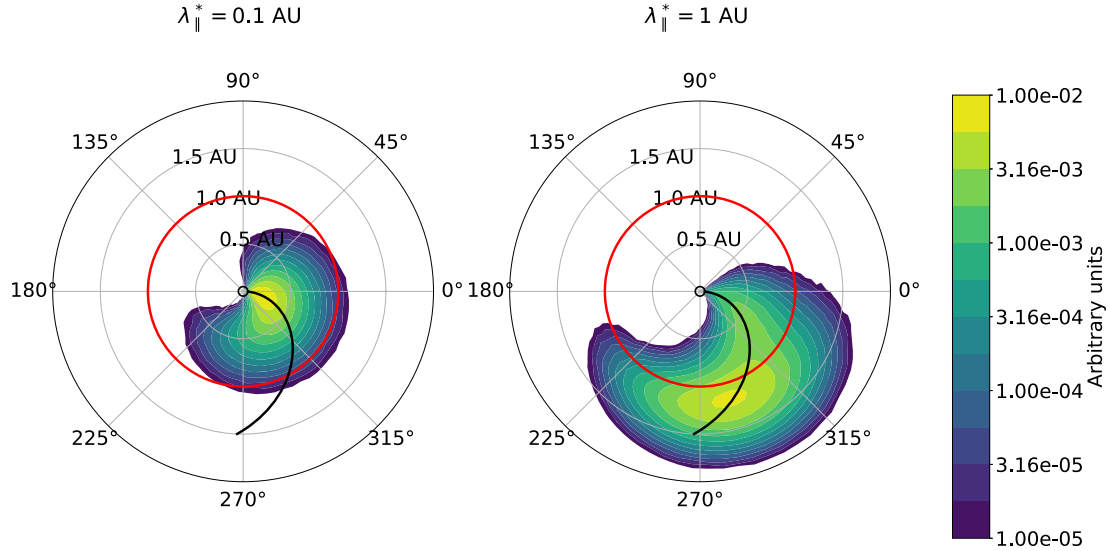 λ∥* = 0.1 AU
90°
135°
45°
1.5 AU
1.0 AU
0.5 AU
180°
0°
225°
315°
270°
λ∥* = 1 AU
90°
135°
45°
1.5 AU
1.0 AU
0.5 AU
180°
0°
225°
315°
270°
1.00e-02
3.16e-03
1.00e-03
3.16e-04
1.00e-04
3.16e-05
1.00e-05
Arbitrary units